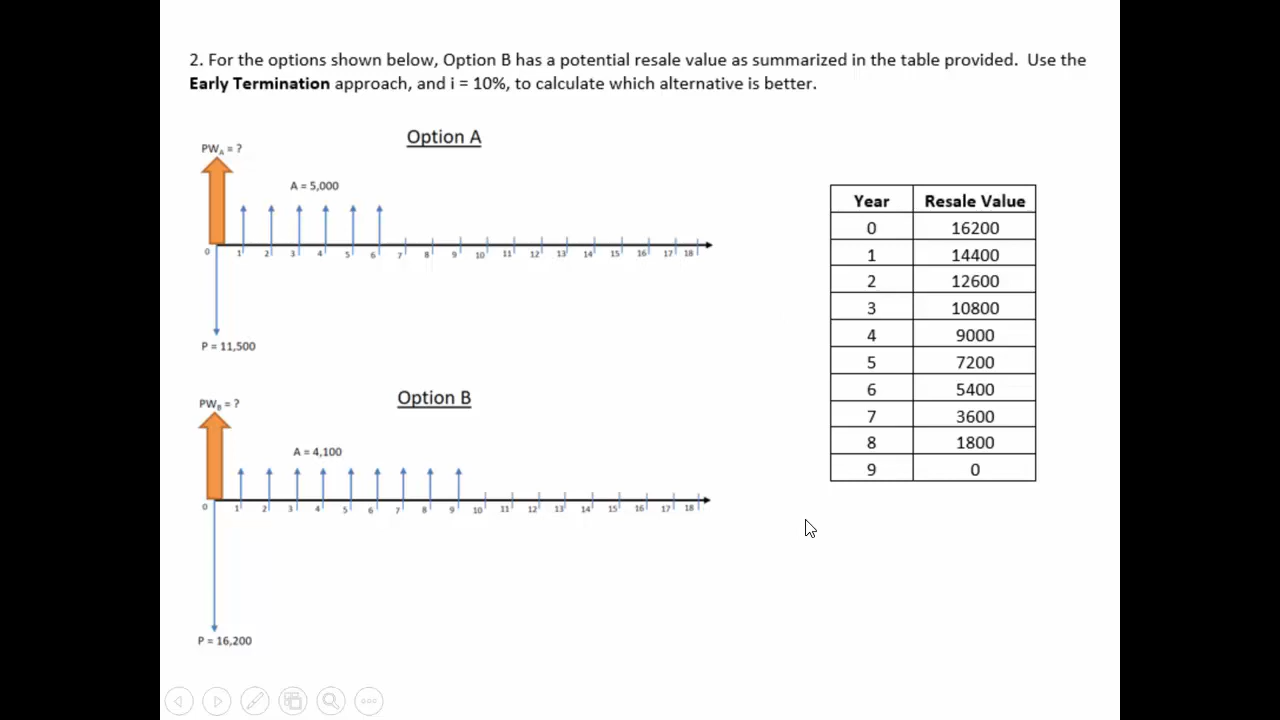 2. For the options shown below, Option B has a potential resale value as summarized in the table provided.  Use the
Early Termination approach, and i = 10%, to calculate which alternative is better.
Option A
PWA = ?
A = 5,000
0 1 2 3 4 5 6 7 8 9 10 11 12 13 14 15 16 17 18
P = 11,500
Year Resale Value
0 16200
1 14400
2 12600
3 10800
4 9000
5 7200
6 5400
7 3600
8 1800
9 0
Option B
PWB = ?
A = 4,100
0 1 2 3 4 5 6 7 8 9 10 11 12 13 14 15 16 17 18
P = 16,200